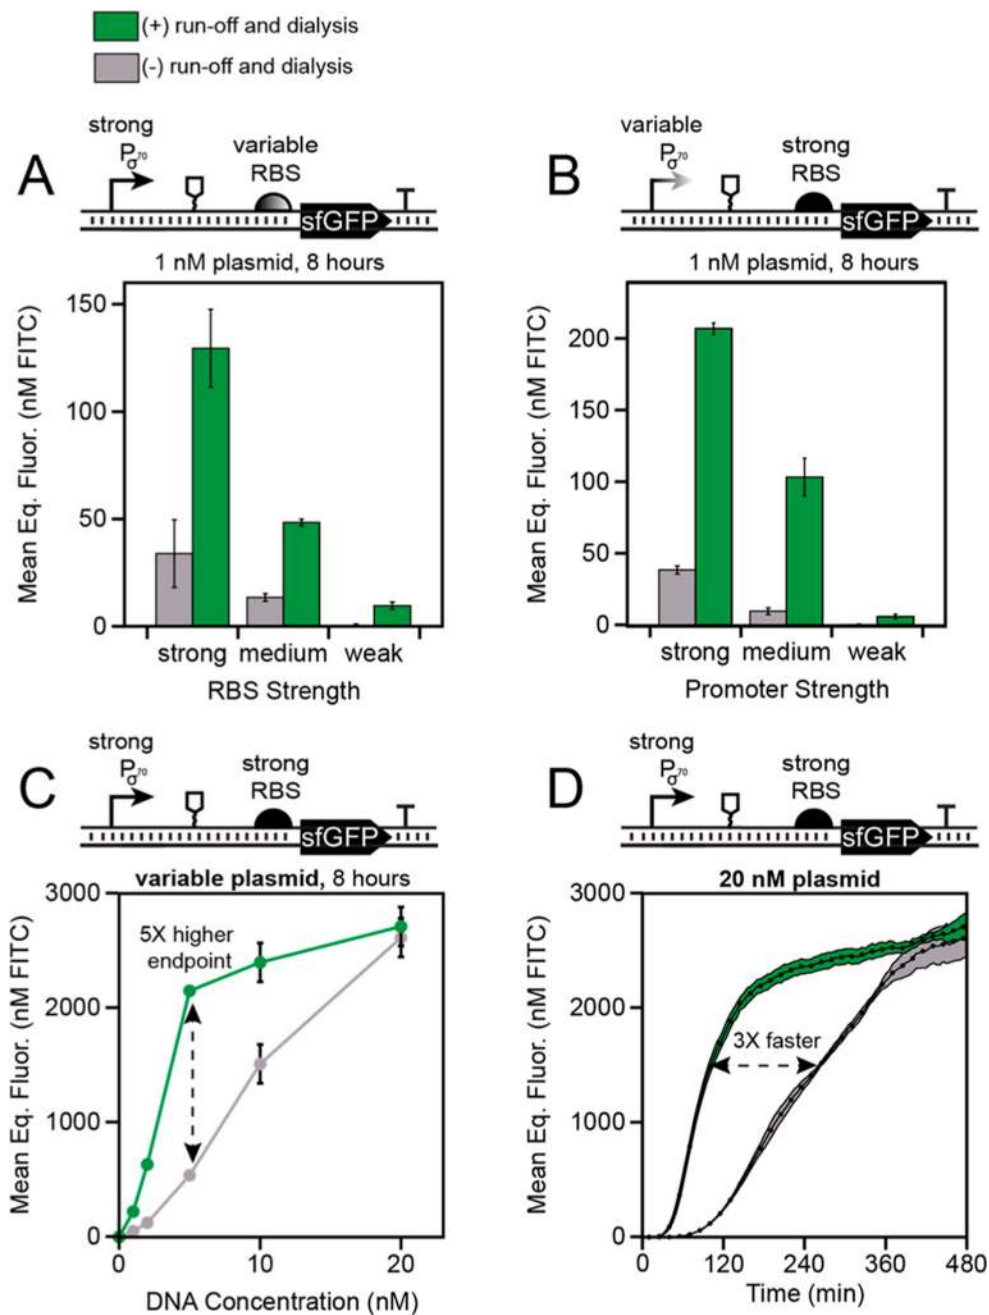 (+) run-off and dialysis
(-) run-off and dialysis
A
strong
Pσ⁷⁰
variable
RBS
sfGFP
1 nM plasmid, 8 hours
Mean Eq. Fluor. (nM FITC)
150
100
50
0
strong medium weak
RBS Strength
B
variable
Pσ⁷⁰
strong
RBS
sfGFP
1 nM plasmid, 8 hours
Mean Eq. Fluor. (nM FITC)
200
150
100
50
0
strong medium weak
Promoter Strength
C
strong
Pσ⁷⁰
strong
RBS
sfGFP
variable plasmid, 8 hours
Mean Eq. Fluor. (nM FITC)
3000
2000
1000
0
5X higher
endpoint
0 10 20
DNA Concentration (nM)
D
strong
Pσ⁷⁰
strong
RBS
sfGFP
20 nM plasmid
Mean Eq. Fluor. (nM FITC)
3000
2000
1000
0
3X faster
0 120 240 360 480
Time (min)